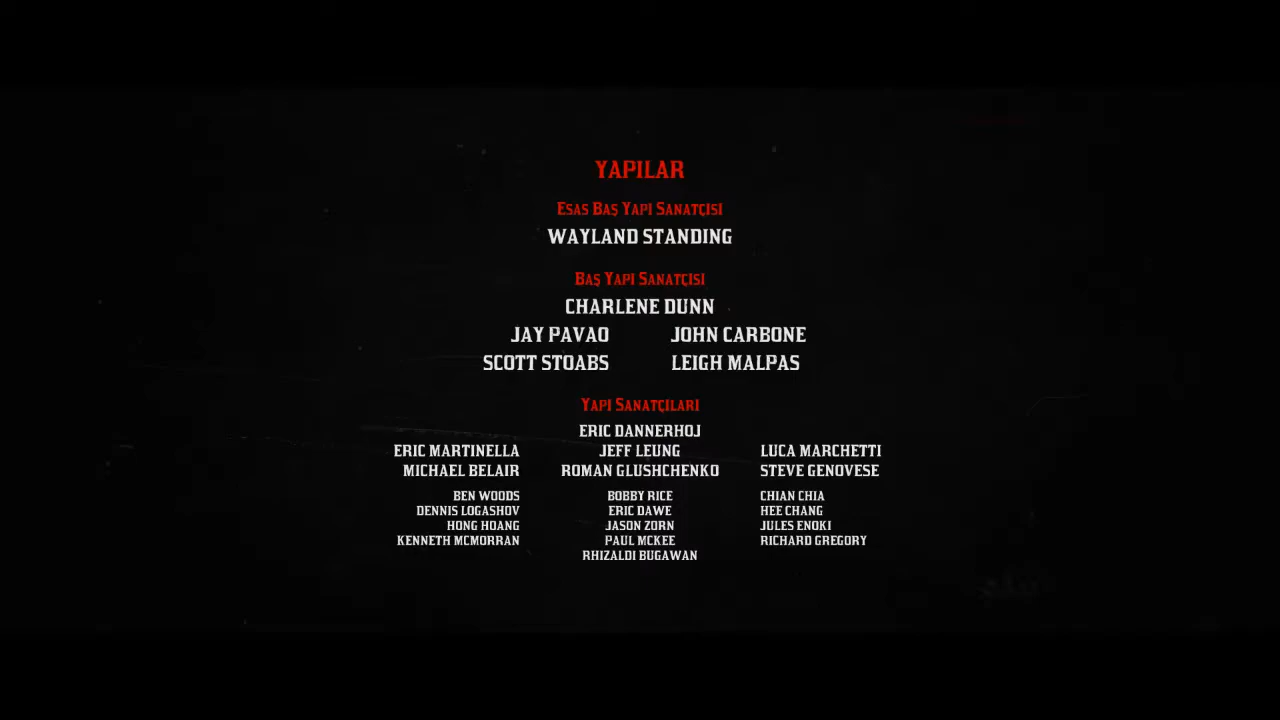 YAPILAR
Esas Baş Yapı Sanatçısı
WAYLAND STANDING
Baş Yapı Sanatçısı
CHARLENE DUNN
JAY PAVAO JOHN CARBONE
SCOTT STOABS LEIGH MALPAS
Yapı Sanatçıları
ERIC DANNERHOJ
ERIC MARTINELLA JEFF LEUNG LUCA MARCHETTI
MICHAEL BELAIR ROMAN GLUSHCHENKO STEVE GENOVESE
BEN WOODS BOBBY RICE CHIAN CHIA
DENNIS LOGASHOV ERIC DAWE HEE CHANG
HONG HOANG JASON ZORN JULES ENOKI
KENNETH MCMORRAN PAUL MCKEE RICHARD GREGORY
RHIZALDI BUGAWAN